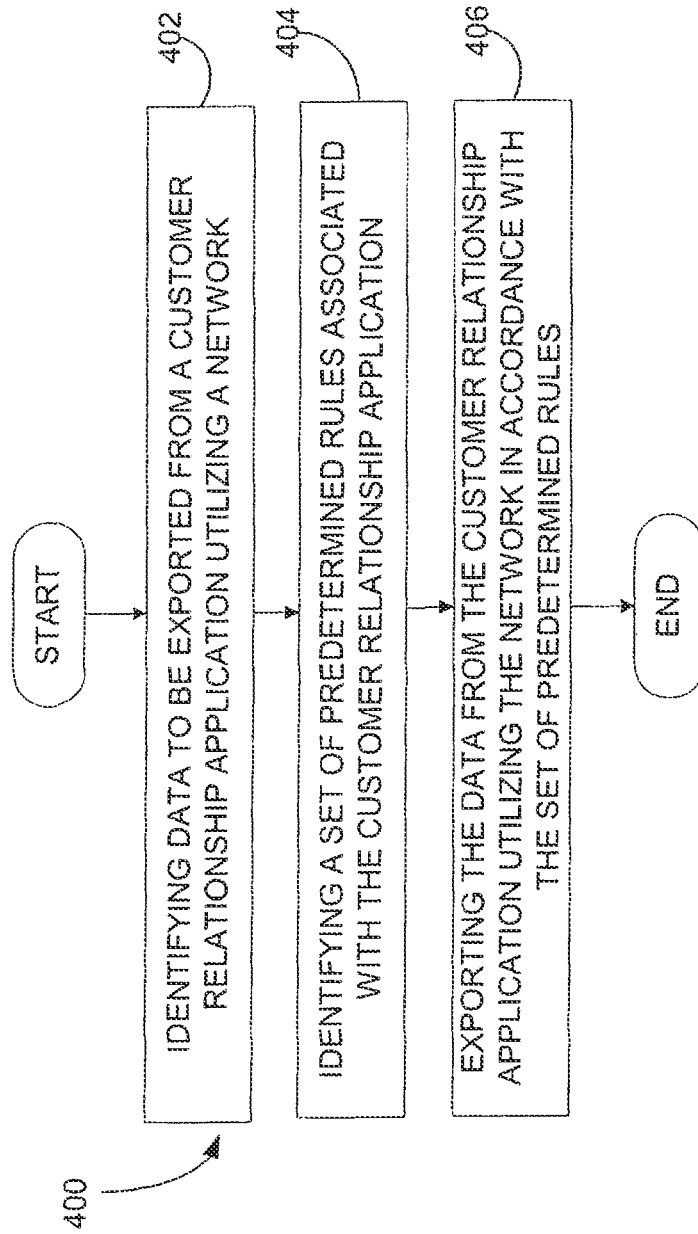 400
START
IDENTIFYING DATA TO BE EXPORTED FROM A CUSTOMER
RELATIONSHIP APPLICATION UTILIZING A NETWORK
402
IDENTIFYING A SET OF PREDETERMINED RULES ASSOCIATED
WITH THE CUSTOMER RELATIONSHIP APPLICATION
404
EXPORTING THE DATA FROM THE CUSTOMER RELATIONSHIP
APPLICATION UTILIZING THE NETWORK IN ACCORDANCE WITH
THE SET OF PREDETERMINED RULES
406
END